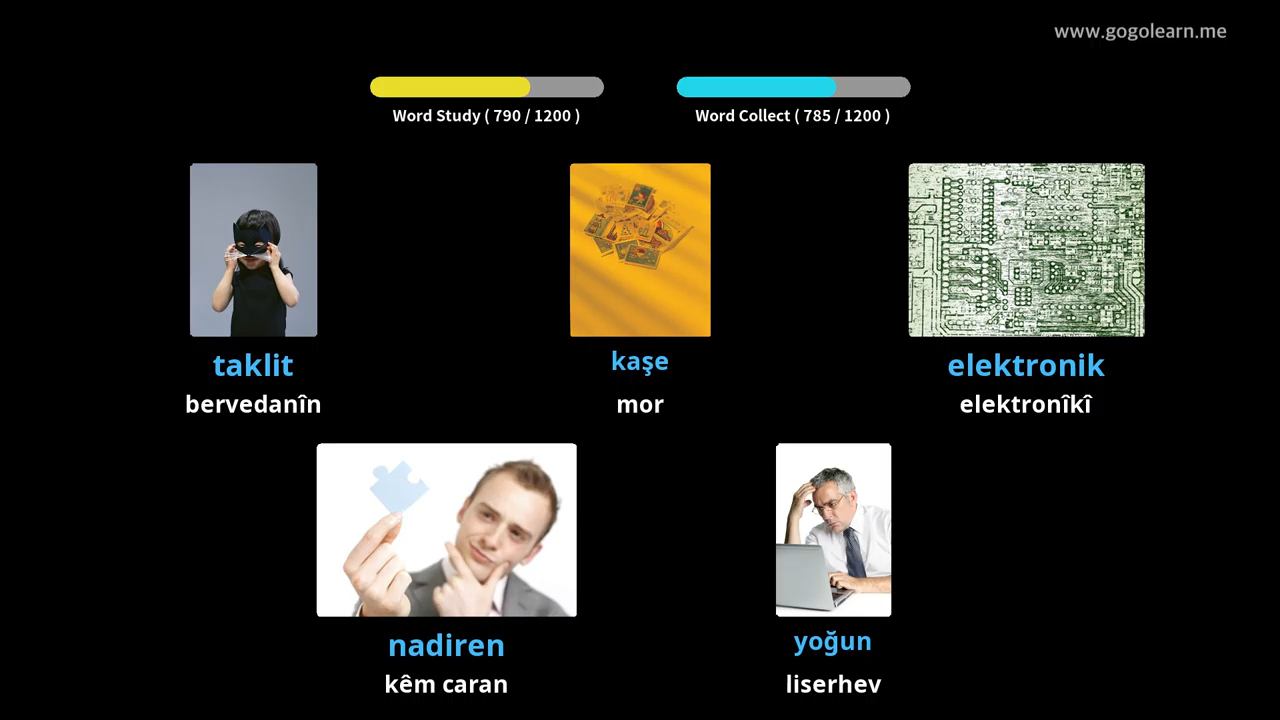 www.gogolearn.me
Word Study ( 790 / 1200 )
Word Collect ( 785 / 1200 )
taklit
bervedanîn
kaşe
mor
elektronik
elektronîkî
nadiren
kêm caran
yoğun
liserhev